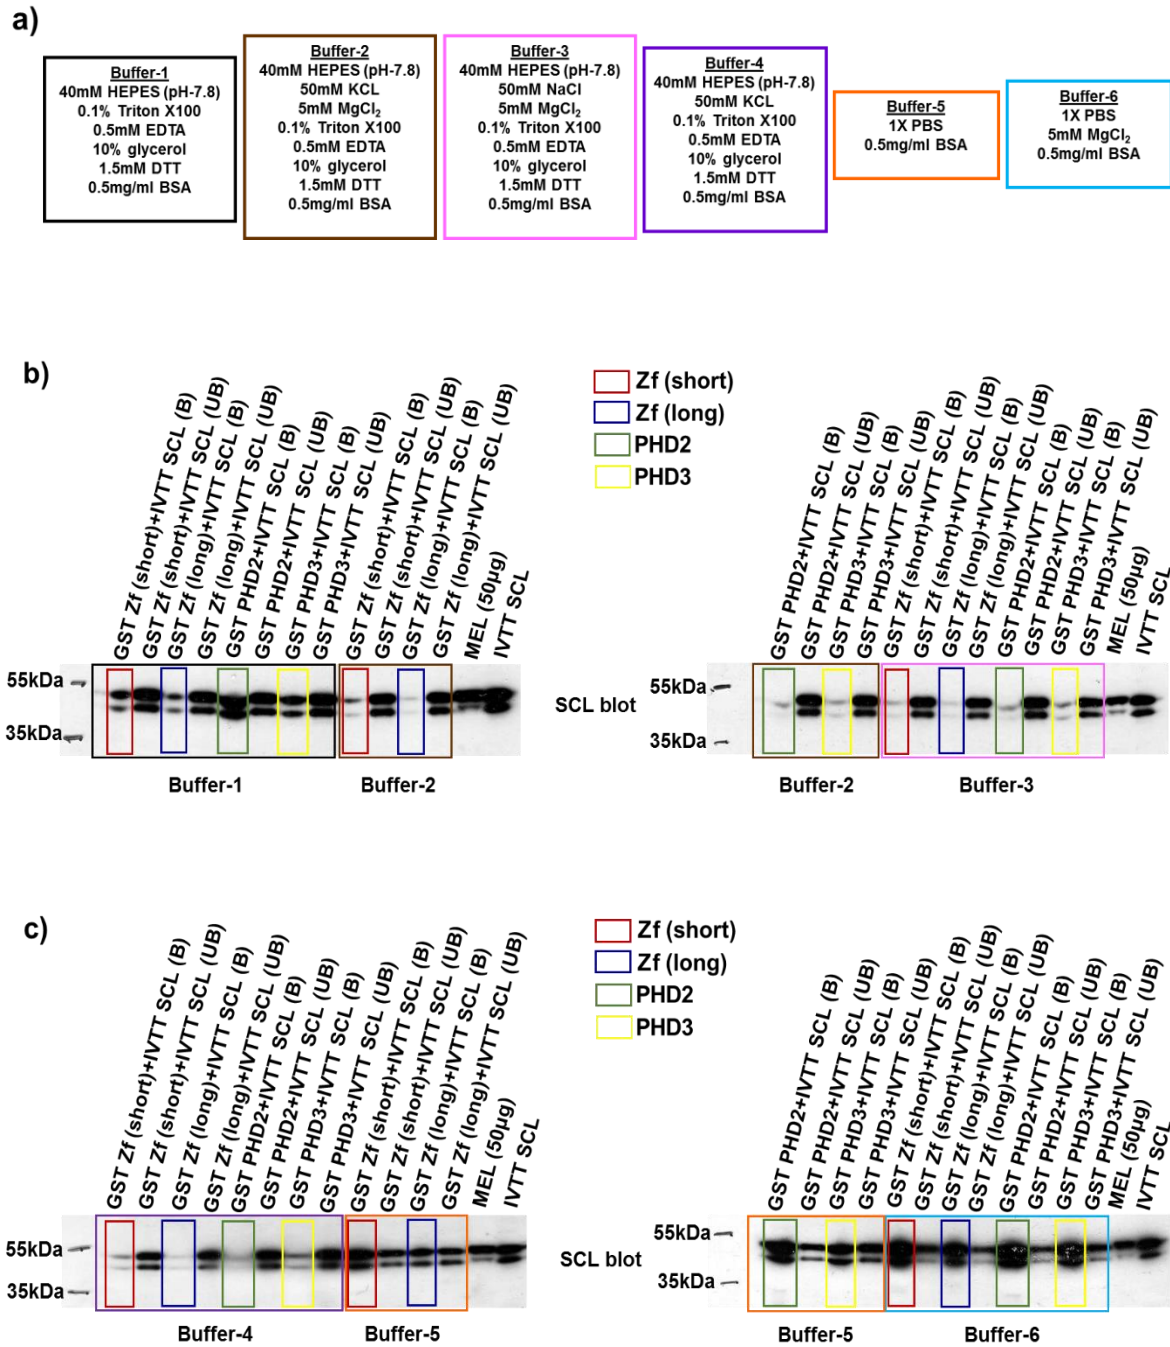 a)
Buffer-1
40mM HEPES (pH-7.8)
0.1% Triton X100
0.5mM EDTA
10% glycerol
1.5mM DTT
0.5mg/ml BSA
Buffer-2
40mM HEPES (pH-7.8)
50mM KCL
5mM MgCl₂
0.1% Triton X100
0.5mM EDTA
10% glycerol
1.5mM DTT
0.5mg/ml BSA
Buffer-3
40mM HEPES (pH-7.8)
50mM NaCl
5mM MgCl₂
0.1% Triton X100
0.5mM EDTA
10% glycerol
1.5mM DTT
0.5mg/ml BSA
Buffer-4
40mM HEPES (pH-7.8)
50mM KCL
0.1% Triton X100
0.5mM EDTA
10% glycerol
1.5mM DTT
0.5mg/ml BSA
Buffer-5
1X PBS
0.5mg/ml BSA
Buffer-6
1X PBS
5mM MgCl₂
0.5mg/ml BSA
b)
GST Zf (short)+IVTT SCL (B)
GST Zf (short)+IVTT SCL (UB)
GST Zf (long)+IVTT SCL (B)
GST Zf (long)+IVTT SCL (UB)
GST PHD2+IVTT SCL (B)
GST PHD2+IVTT SCL (UB)
GST PHD3+IVTT SCL (B)
GST PHD3+IVTT SCL (UB)
GST Zf (short)+IVTT SCL (B)
GST Zf (short)+IVTT SCL (UB)
GST Zf (long)+IVTT SCL (B)
GST Zf (long)+IVTT SCL (UB)
MEL (50µg)
IVTT SCL
55kDa
35kDa
Buffer-1
Buffer-2
Zf (short)
Zf (long)
PHD2
PHD3
SCL blot
GST PHD2+IVTT SCL (B)
GST PHD2+IVTT SCL (UB)
GST PHD3+IVTT SCL (B)
GST PHD3+IVTT SCL (UB)
GST Zf (short)+IVTT SCL (B)
GST Zf (short)+IVTT SCL (UB)
GST Zf (long)+IVTT SCL (B)
GST Zf (long)+IVTT SCL (UB)
GST PHD2+IVTT SCL (B)
GST PHD2+IVTT SCL (UB)
GST PHD3+IVTT SCL (B)
GST PHD3+IVTT SCL (UB)
MEL (50µg)
IVTT SCL
55kDa
35kDa
Buffer-2
Buffer-3
c)
GST Zf (short)+IVTT SCL (B)
GST Zf (short)+IVTT SCL (UB)
GST Zf (long)+IVTT SCL (B)
GST Zf (long)+IVTT SCL (UB)
GST PHD2+IVTT SCL (B)
GST PHD2+IVTT SCL (UB)
GST PHD3+IVTT SCL (B)
GST PHD3+IVTT SCL (UB)
GST Zf (short)+IVTT SCL (B)
GST Zf (short)+IVTT SCL (UB)
GST Zf (long)+IVTT SCL (B)
GST Zf (long)+IVTT SCL (UB)
MEL (50µg)
IVTT SCL
55kDa
35kDa
Buffer-4
Buffer-5
Zf (short)
Zf (long)
PHD2
PHD3
SCL blot
GST PHD2+IVTT SCL (B)
GST PHD2+IVTT SCL (UB)
GST PHD3+IVTT SCL (B)
GST PHD3+IVTT SCL (UB)
GST Zf (short)+IVTT SCL (B)
GST Zf (short)+IVTT SCL (UB)
GST Zf (long)+IVTT SCL (B)
GST Zf (long)+IVTT SCL (UB)
GST PHD2+IVTT SCL (B)
GST PHD2+IVTT SCL (UB)
GST PHD3+IVTT SCL (B)
GST PHD3+IVTT SCL (UB)
MEL (50µg)
IVTT SCL
55kDa
35kDa
Buffer-5
Buffer-6